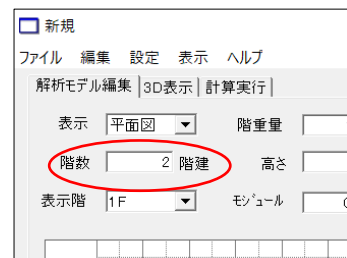 新規
ファイル 編集 設定 表示 ヘルプ
解析モデル編集 3D表示 計算実行
表示 平面図 階重量
階数 2 階建 高さ
表示階 1F ﾓｼﾞｭｰﾙ